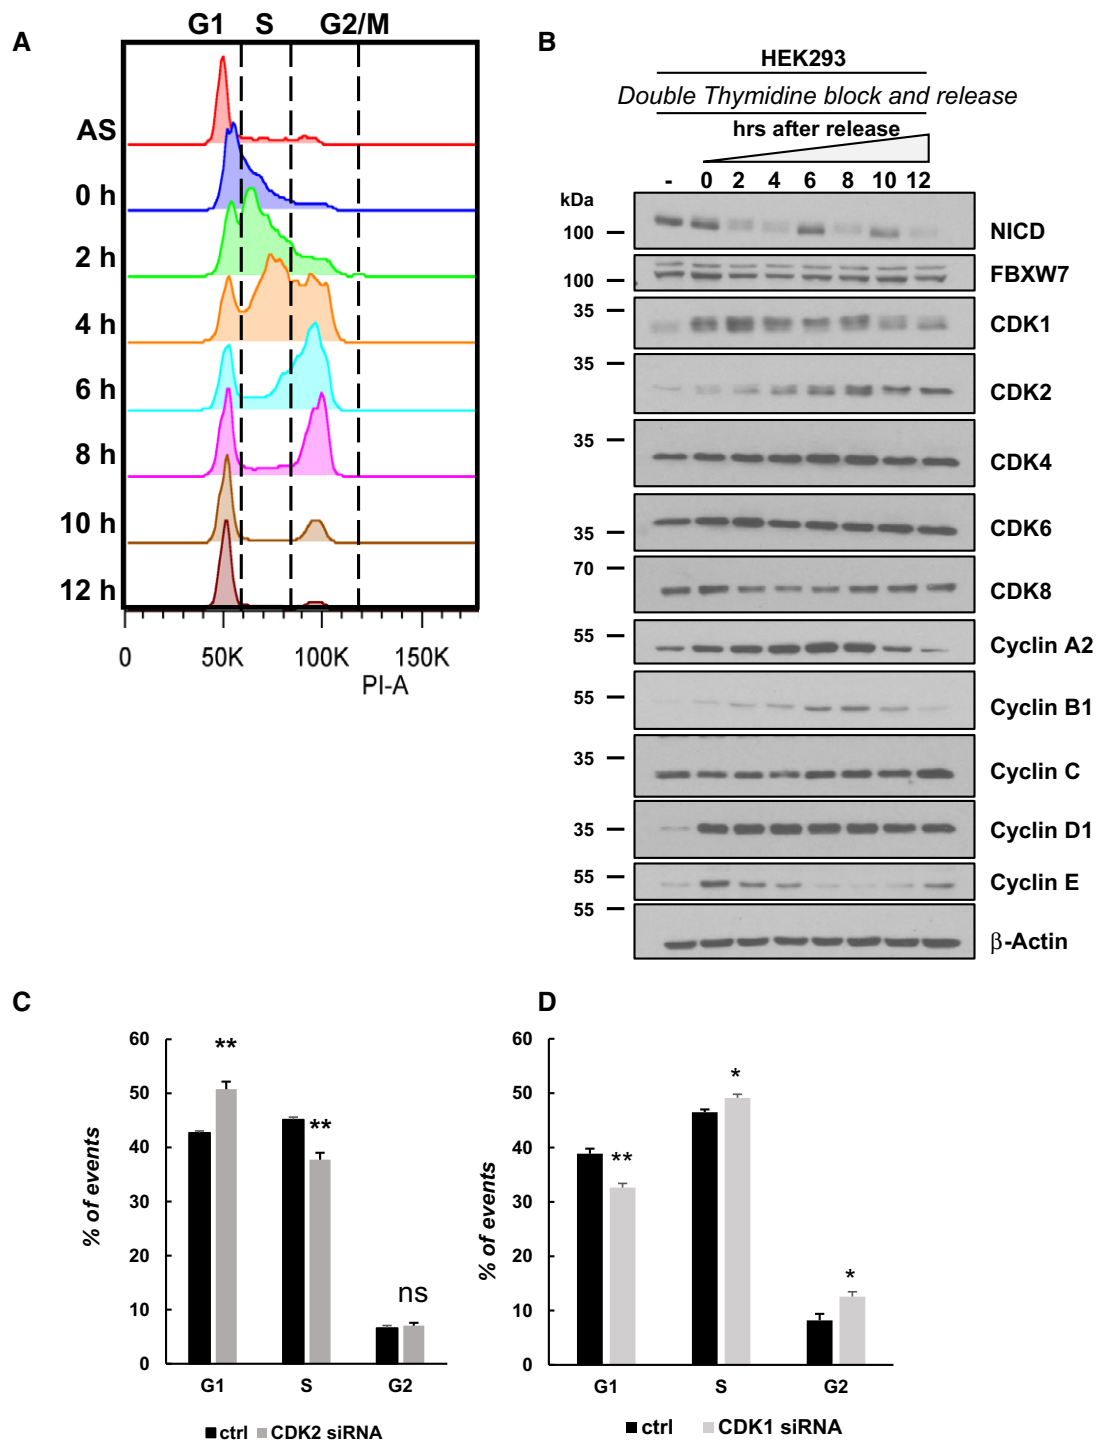 A
G1 S G2/M
AS
0 h
2 h
4 h
6 h
8 h
10 h
12 h
0 50K 100K 150K
PI-A
B
HEK293
Double Thymidine block and release
hrs after release
- 0 2 4 6 8 10 12
kDa
100 NICD
100 FBXW7
35 CDK1
35 CDK2
35 CDK4
35 CDK6
70 CDK8
55 Cyclin A2
55 Cyclin B1
35 Cyclin C
35 Cyclin D1
55 Cyclin E
55 β-Actin
C
60
50
40
30
20
10
0
% of events
** ** ns
G1 S G2
ctrl CDK2 siRNA
D
60
50
40
30
20
10
0
% of events
** * *
G1 S G2
ctrl CDK1 siRNA